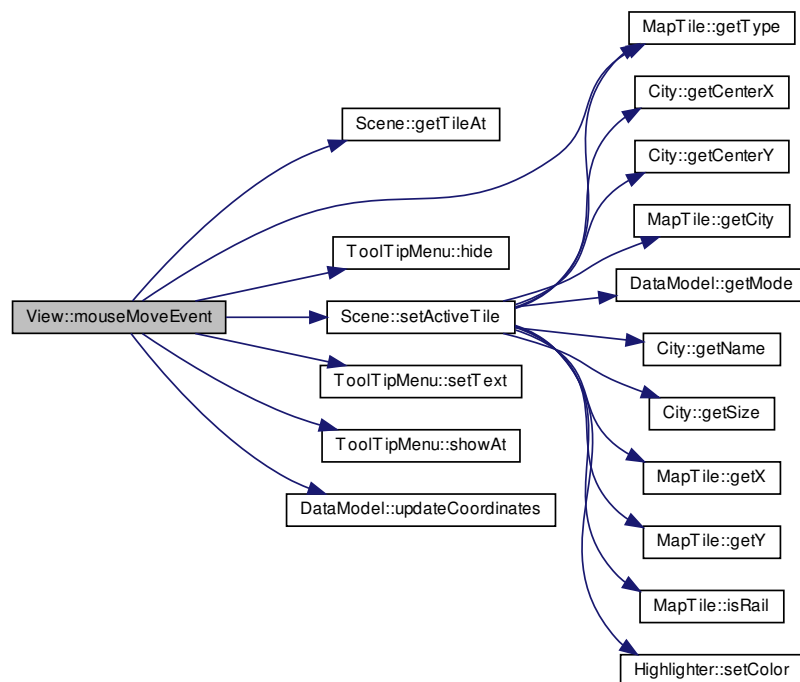 MapTile::getType
City::getCenterX
Scene::getTileAt
City::getCenterY
MapTile::getCity
ToolTipMenu::hide
DataModel::getMode
View::mouseMoveEvent
Scene::setActiveTile
City::getName
ToolTipMenu::setText
City::getSize
ToolTipMenu::showAt
MapTile::getX
DataModel::updateCoordinates
MapTile::getY
MapTile::isRail
Highlighter::setColor